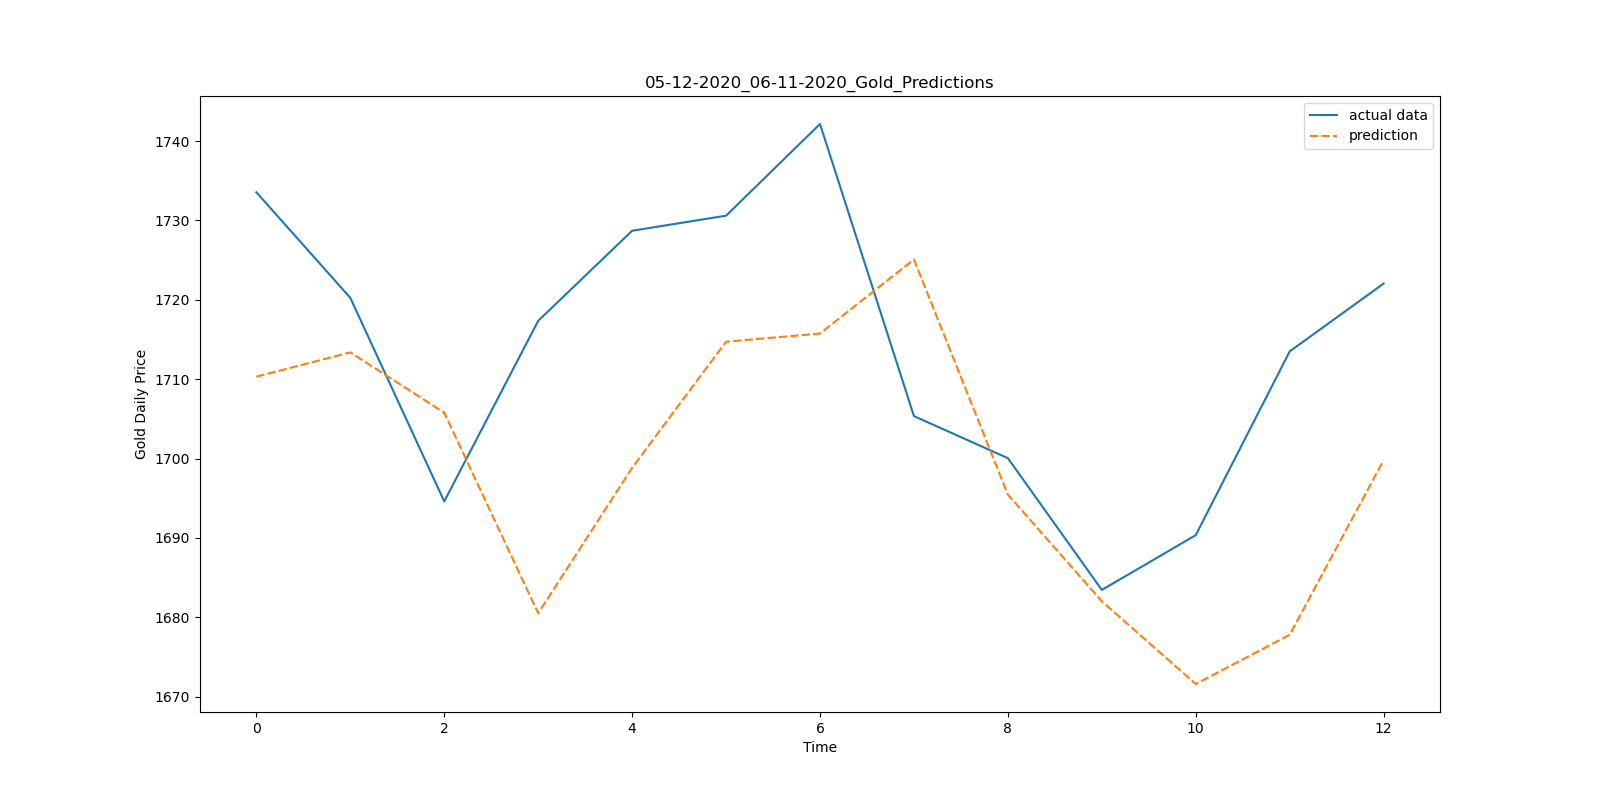 05-12-2020_06-11-2020_Gold_Predictions
actual data
prediction
1740
1730
1720
1710
1700
1690
1680
1670
Gold Daily Price
0 2 4 6 8 10 12
Time